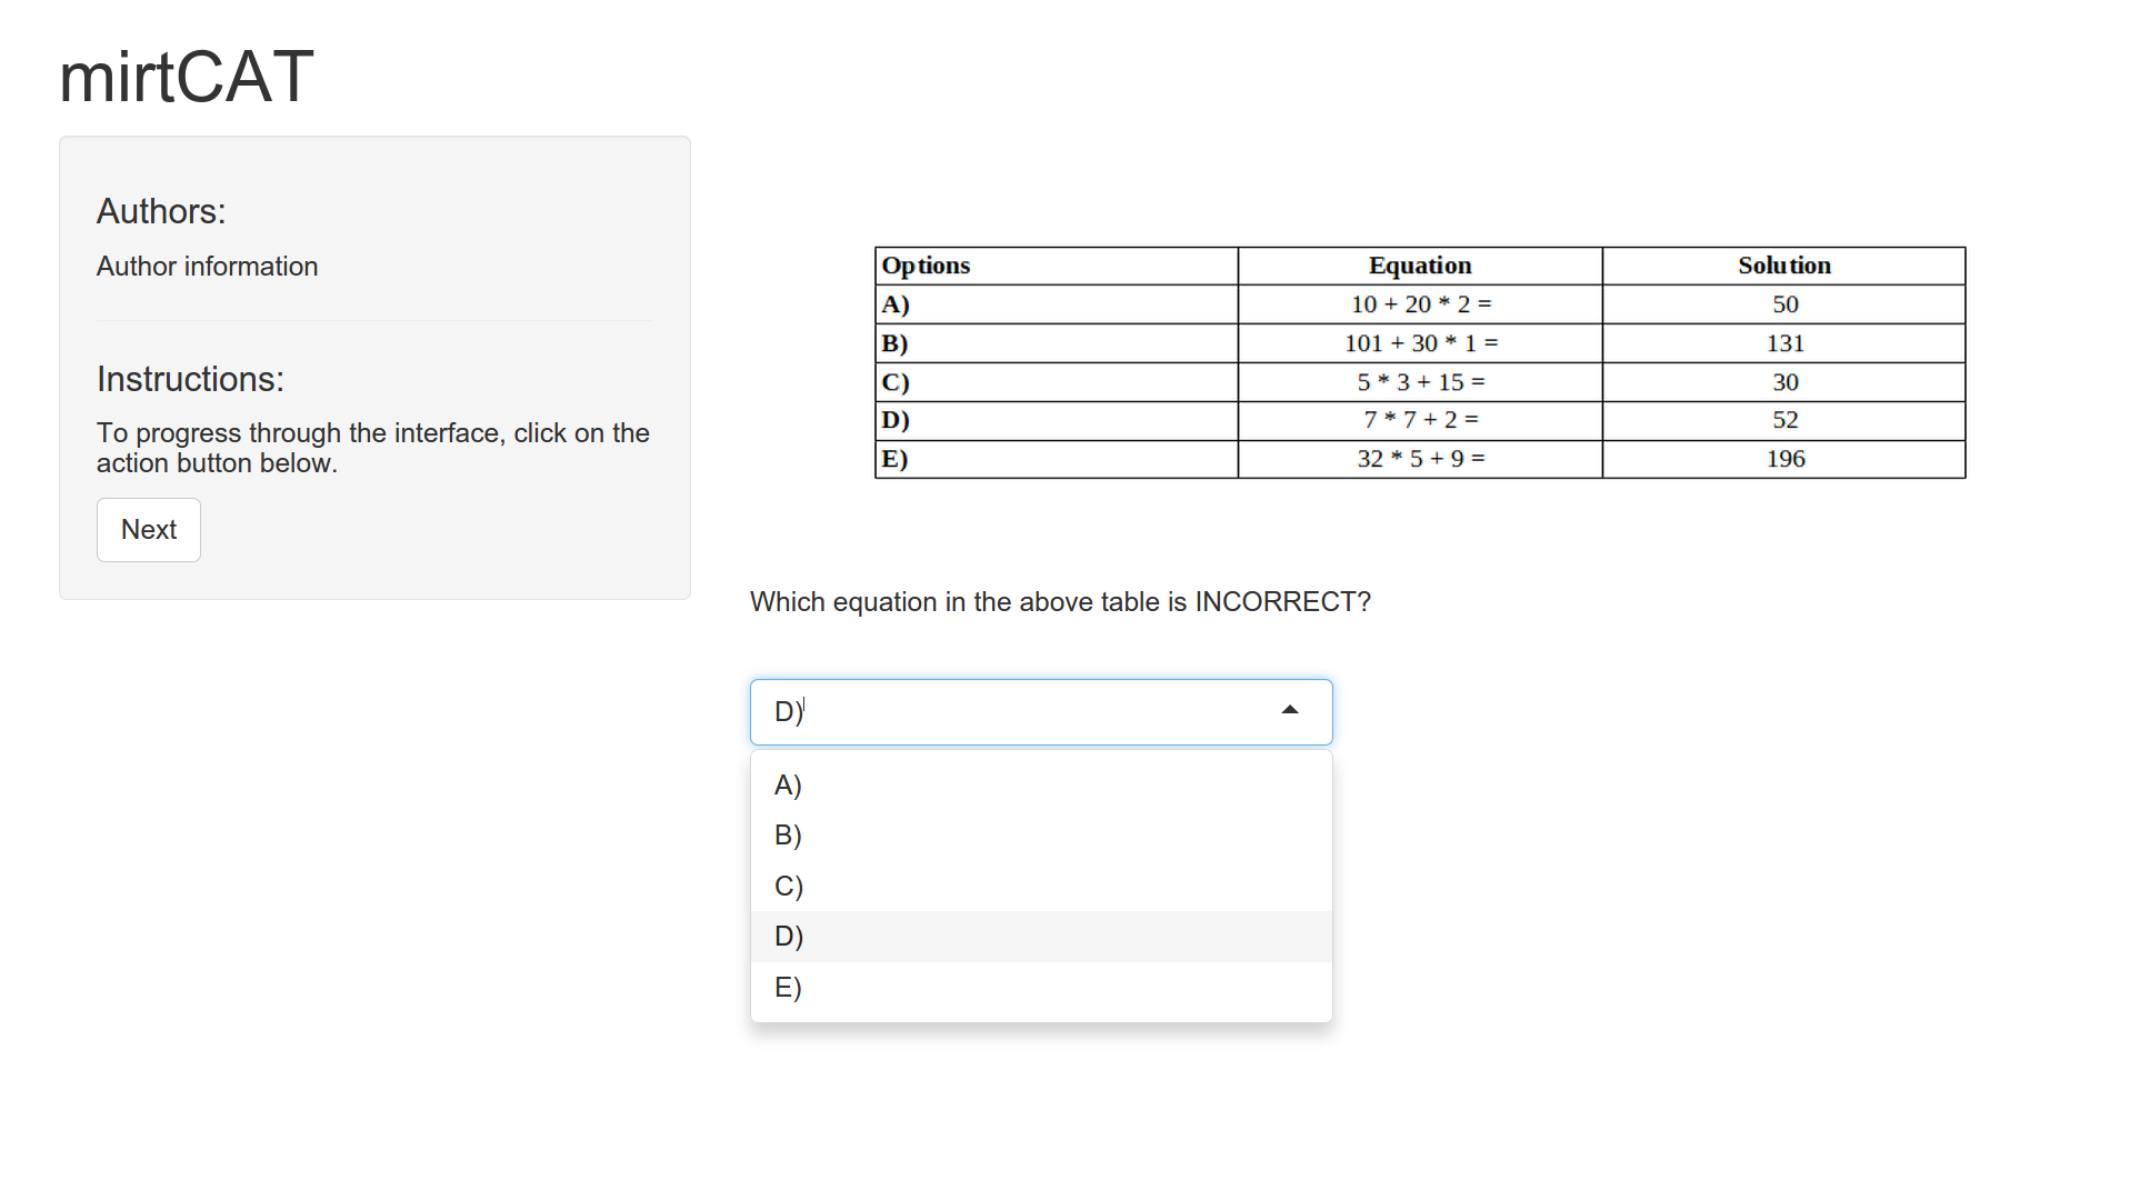 mirtCAT
Authors:
Author information
Instructions:
To progress through the interface, click on the
action button below.
Next
Options Equation Solution
A) 10 + 20 * 2 = 50
B) 101 + 30 * 1 = 131
C) 5 * 3 + 15 = 30
D) 7 * 7 + 2 = 52
E) 32 * 5 + 9 = 196
Which equation in the above table is INCORRECT?
D)
A)
B)
C)
D)
E)